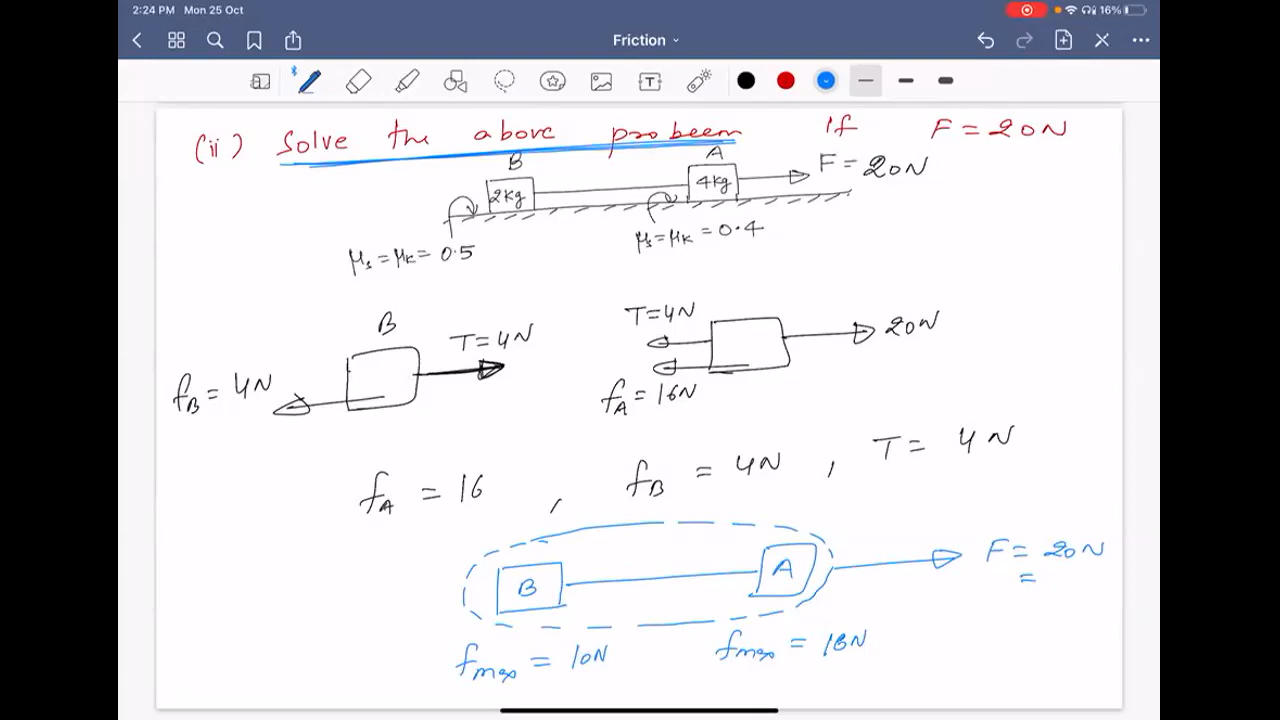 2:24 PM Mon 25 Oct
16%
Friction
T
(ii) Solve the above probeem If F = 20N
B A
2kg 4kg F = 20N
μs = μK = 0.5 μs = μK = 0.4
B T = 4N T = 4N 20N
fB = 4N fA = 16N
fA = 16 , fB = 4N , T = 4N
B A F = 20N
=
fmax = 10N fmax = 16N